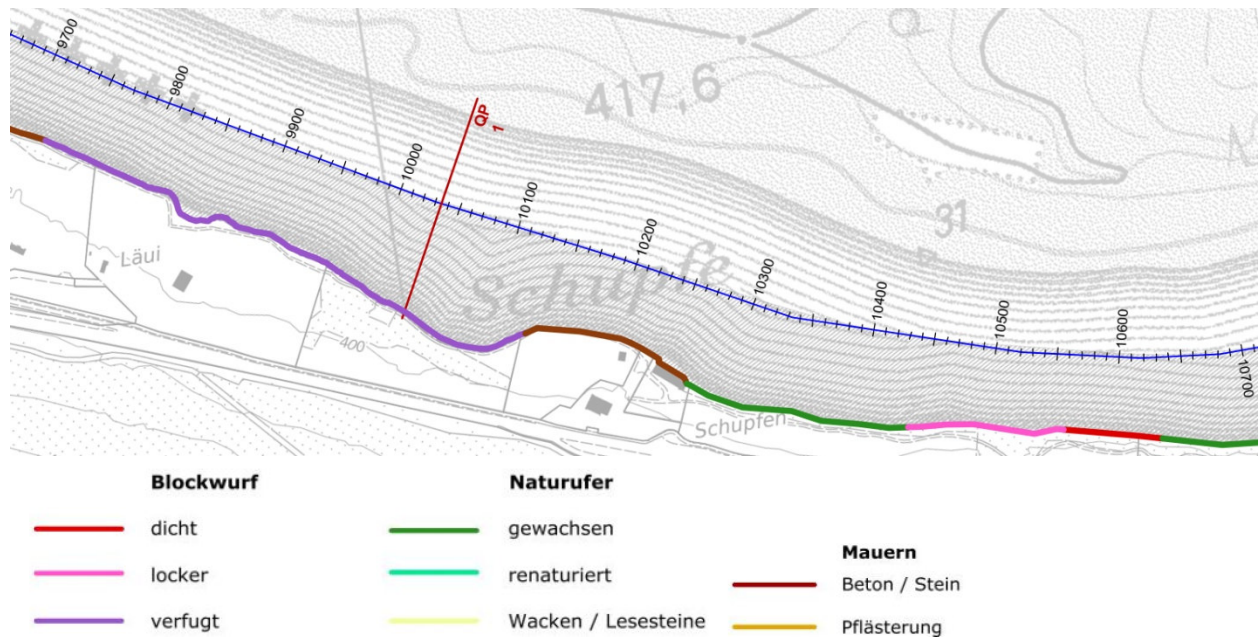 9700
9800
9900
10000
QP
1
10100
10200
10300
10400
10500
10600
10700
417,6
31
Läui
400
Schupfe
Schupfen
Blockwurf
dicht
locker
verfugt
Naturufer
gewachsen
renaturiert
Wacken / Lesesteine
Mauern
Beton / Stein
Pflästerung